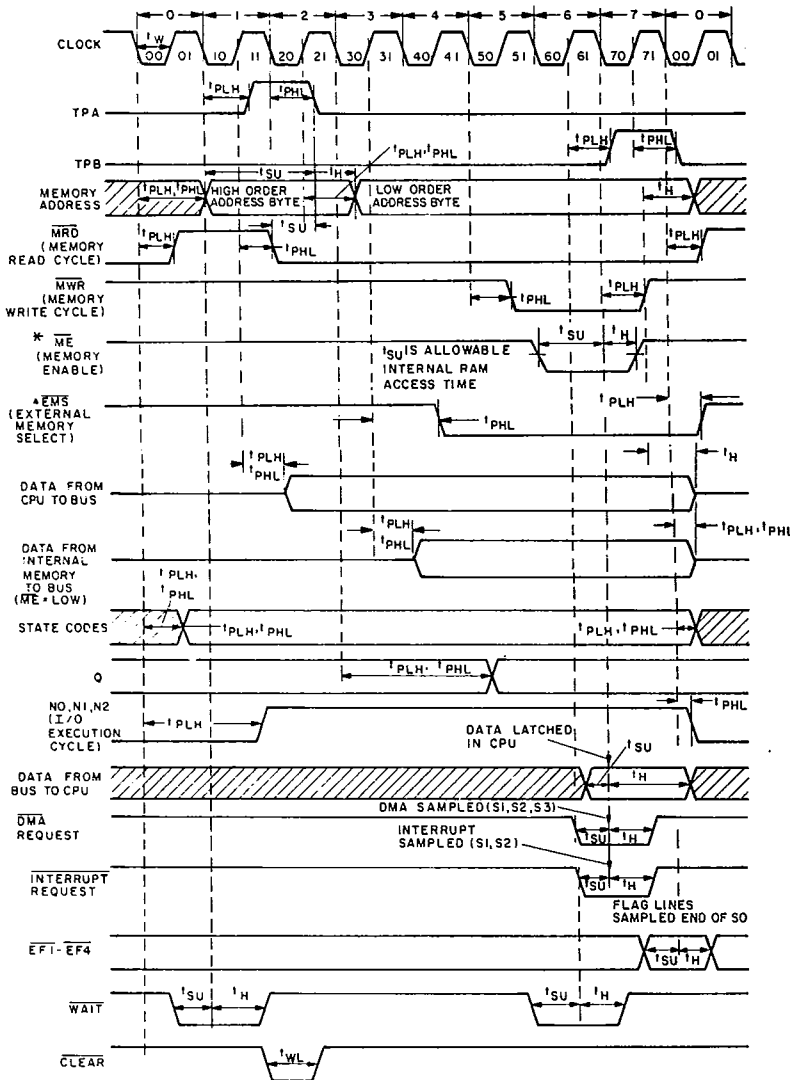 0 1 2 3 4 5 6 7 0
CLOCK
tW
00 01 10 11 20 21 30 31 40 41 50 51 60 61 70 71 00 01
TPA
tPLH
tPHL
TPB
tPLH
tPHL
tPLH, tPHL
tSU
tH
MEMORY
ADDRESS
tPLH, tPHL
HIGH ORDER
ADDRESS BYTE
LOW ORDER
ADDRESS BYTE
tH
tSU
MRD
(MEMORY
READ CYCLE)
tPLH
tPHL
tPLH
MWR
(MEMORY
WRITE CYCLE)
tPHL
tPLH
* ME
(MEMORY
ENABLE)
tSU
tH
tSU IS ALLOWABLE
INTERNAL RAM
ACCESS TIME
*EMS
(EXTERNAL
MEMORY
SELECT)
tPHL
tPLH
tH
DATA FROM
CPU TO BUS
tPLH
tPHL
DATA FROM
INTERNAL
MEMORY
TO BUS
(ME = LOW)
tPLH
tPHL
tPLH, tPHL
STATE CODES
tPLH,
tPHL
tPLH, tPHL
tPLH, tPHL
Q
tPLH, tPHL
N0, N1, N2
(I/O
EXECUTION
CYCLE)
tPLH
tPHL
DATA LATCHED
IN CPU
DATA FROM
BUS TO CPU
tSU
tH
DMA
REQUEST
DMA SAMPLED (S1, S2, S3)
tSU
tH
INTERRUPT
SAMPLED (S1, S2)
INTERRUPT
REQUEST
tSU
tH
FLAG LINES
SAMPLED END OF S0
EF1-EF4
tSU
tH
WAIT
tSU
tH
tSU
tH
CLEAR
tWL